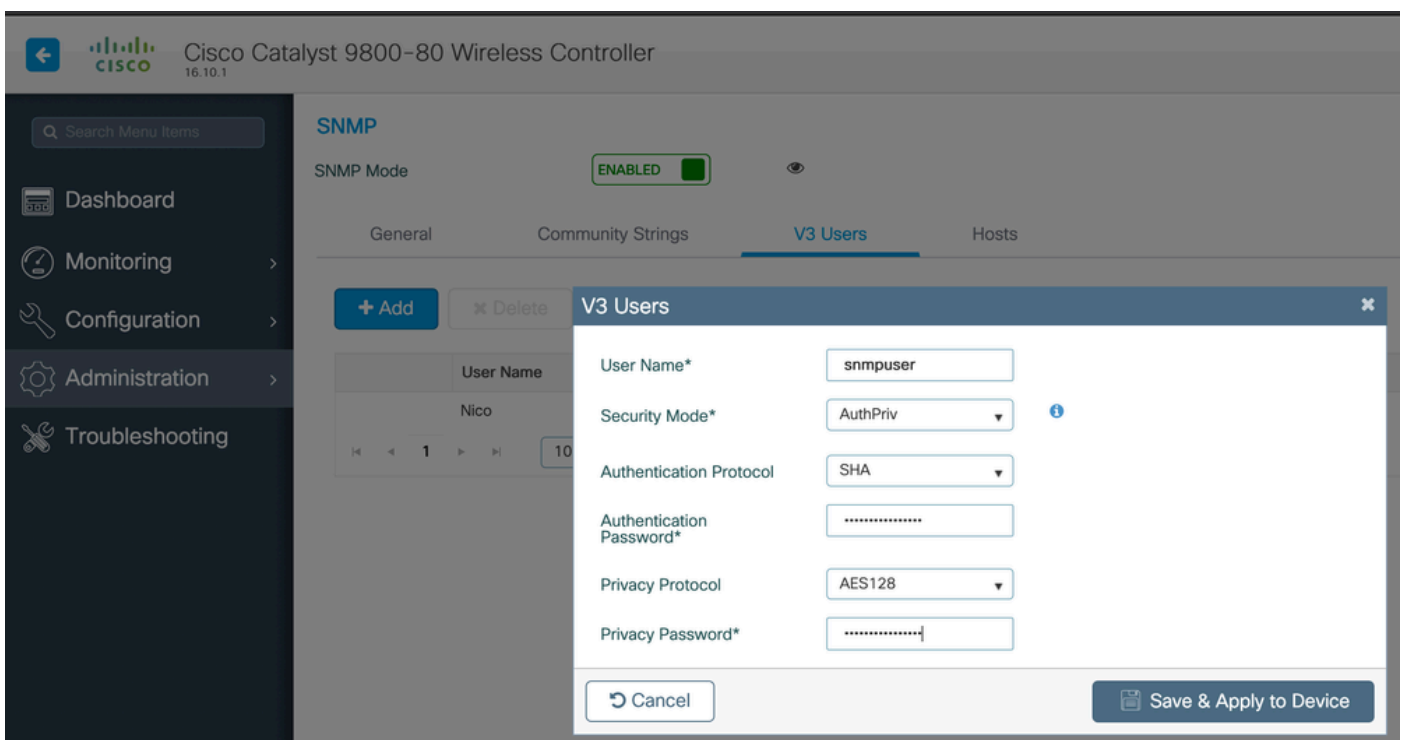 CISCO
Cisco Catalyst 9800-80 Wireless Controller
16.10.1
Search Menu Items
Dashboard
Monitoring
Configuration
Administration
Troubleshooting
SNMP
SNMP Mode
ENABLED
General Community Strings V3 Users Hosts
Add Delete
User Name
Nico
1 10
V3 Users
User Name* snmpuser
Security Mode* AuthPriv
Authentication Protocol SHA
Authentication
Password* ················
Privacy Protocol AES128
Privacy Password* ················
Cancel Save & Apply to Device